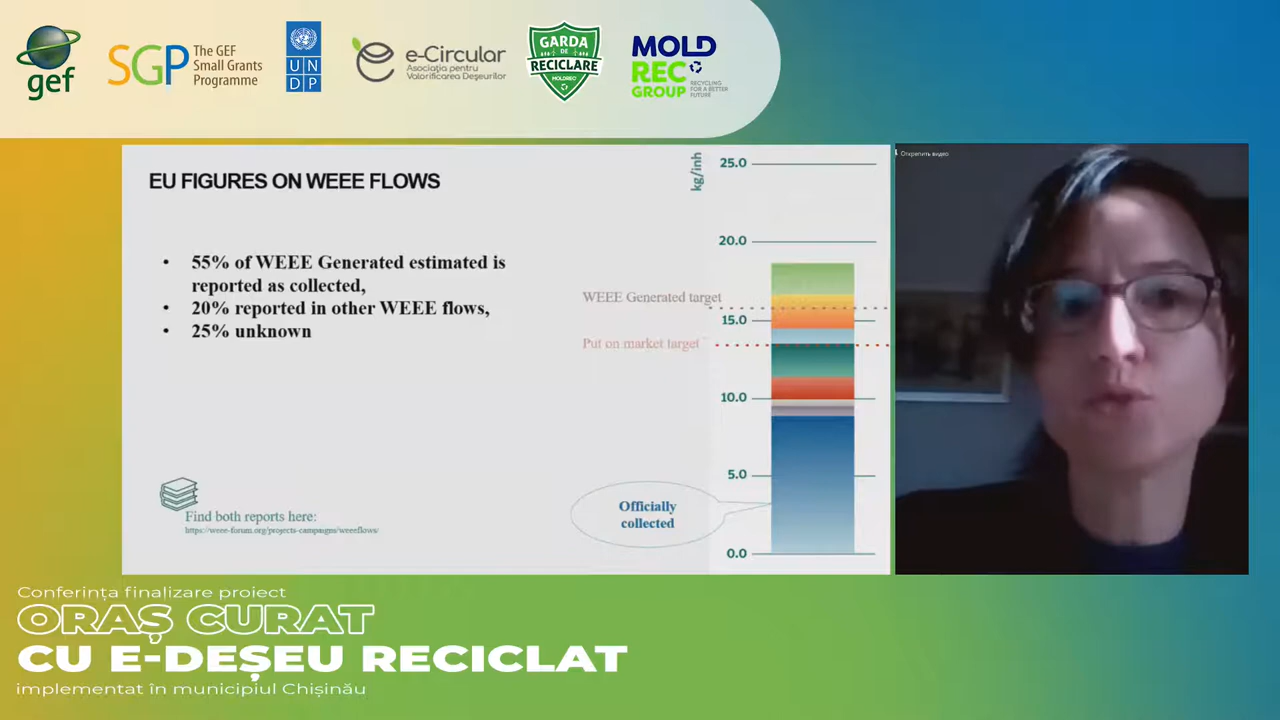 gef
SGP
The GEF
Small Grants
Programme
U N
D P
e-Circular
Asociația pentru
Valorificarea Deșeurilor
GARDA
DE
RECICLARE
MOLDREC
MOLD
REC
GROUP
RECYCLING
FOR A BETTER
FUTURE
EU FIGURES ON WEEE FLOWS
• 55% of WEEE Generated estimated is
reported as collected,
• 20% reported in other WEEE flows,
• 25% unknown
Find both reports here:
https://weee-forum.org/projects-campaigns/weeeflows/
kg/inh
25.0
20.0
WEEE Generated target
15.0
Put on market target
10.0
5.0
Officially
collected
0.0
Открепить видео
Conferința finalizare proiect
ORAȘ CURAT
CU E-DEȘEU RECICLAT
implementat în municipiul Chișinău